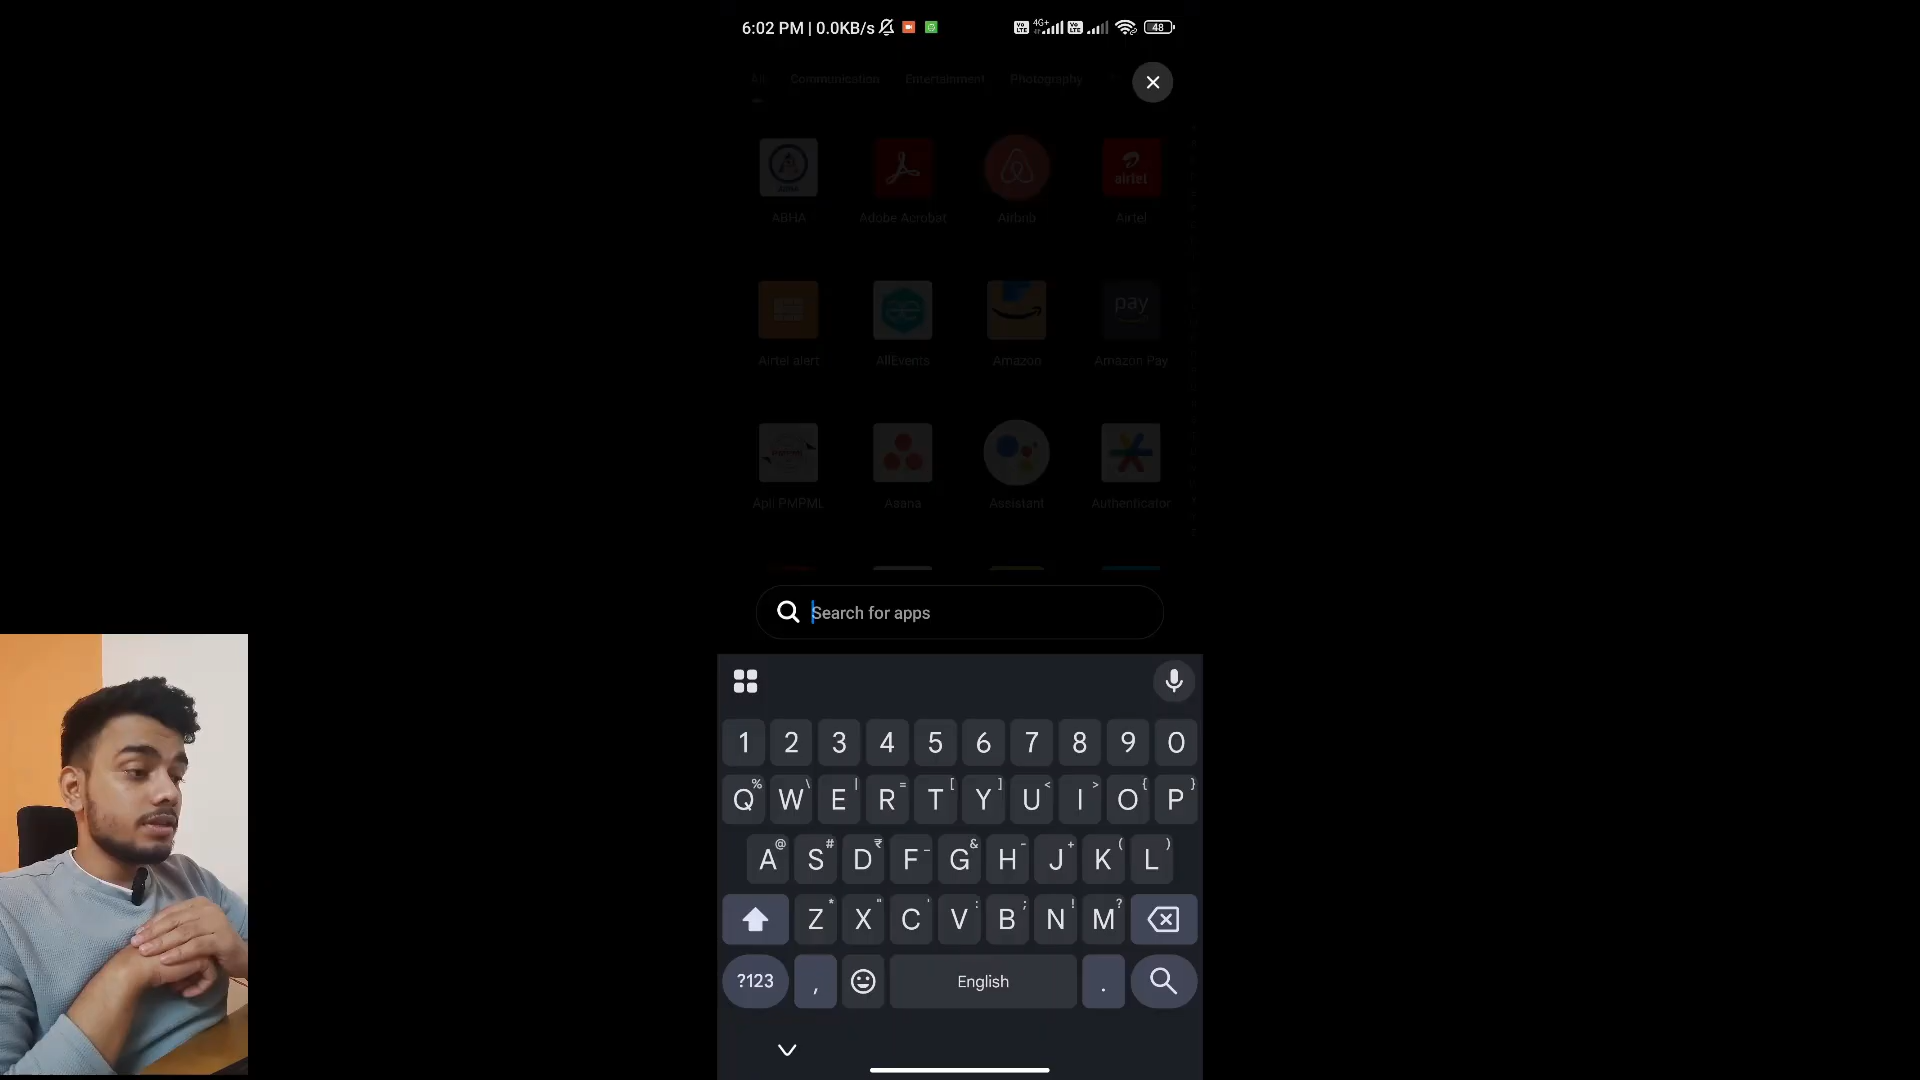 6:02 PM | 0.0KB/s 4G+ 48
All Communication Entertainment Photography
ABHA Adobe Acrobat Airbnb airtel
Airtel
Airtel alert AllEvents Amazon pay
Amazon Pay
Apli PMPML Asana Assistant Authenticator
Search for apps
1 2 3 4 5 6 7 8 9 0
Q W E R T Y U I O P
A S D F G H J K L
Z X C V B N M
?123 , English .